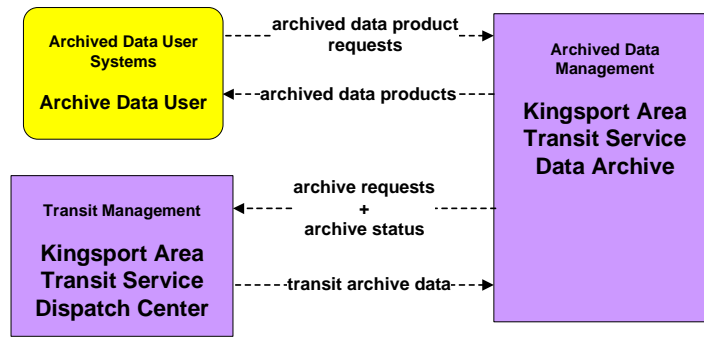 Archived Data User
Systems
Archive Data User
archived data product
requests
archived data products
Archived Data
Management
Kingsport Area
Transit Service
Data Archive
Transit Management
Kingsport Area
Transit Service
Dispatch Center
archive requests
+
archive status
transit archive data